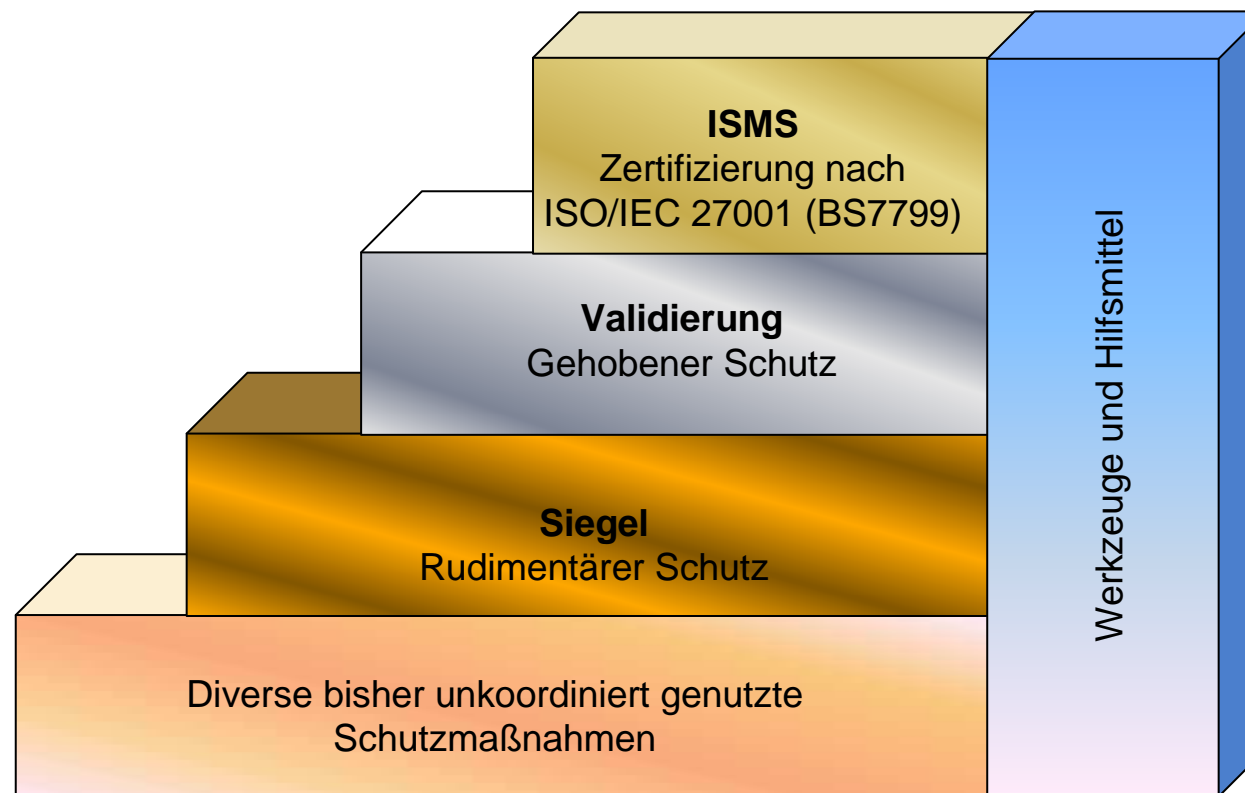 ISMS
Zertifizierung nach
ISO/IEC 27001 (BS7799)
Validierung
Gehobener Schutz
Siegel
Rudimentärer Schutz
Diverse bisher unkoordiniert genutzte
Schutzmaßnahmen
Werkzeuge und Hilfsmittel